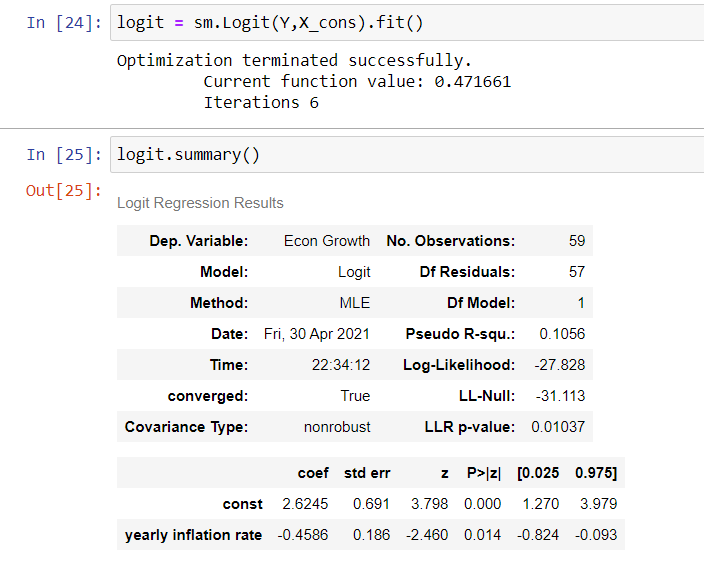 In [24]: logit = sm.Logit(Y,X_cons).fit()
Optimization terminated successfully.
Current function value: 0.471661
Iterations 6
In [25]: logit.summary()
Out[25]:
Logit Regression Results
Dep. Variable: Econ Growth No. Observations: 59
Model: Logit Df Residuals: 57
Method: MLE Df Model: 1
Date: Fri, 30 Apr 2021 Pseudo R-squ.: 0.1056
Time: 22:34:12 Log-Likelihood: -27.828
converged: True LL-Null: -31.113
Covariance Type: nonrobust LLR p-value: 0.01037
coef std err z P>|z| [0.025 0.975]
const 2.6245 0.691 3.798 0.000 1.270 3.979
yearly inflation rate -0.4586 0.186 -2.460 0.014 -0.824 -0.093